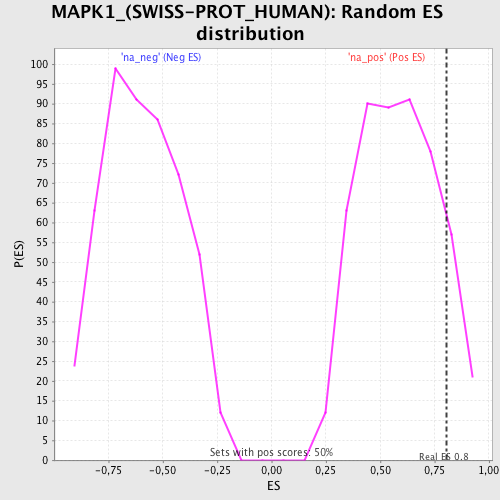 MAPK1_(SWISS-PROT_HUMAN): Random ES
distribution
'na_neg' (Neg ES)
'na_pos' (Pos ES)
100
95
90
85
80
75
70
65
60
55
50
45
40
35
30
25
20
15
10
5
0
P(ES)
Sets with pos scores: 50%
Real ES 0.8
-0,75 -0,50 -0,25 0,00 0,25 0,50 0,75 1,00
ES